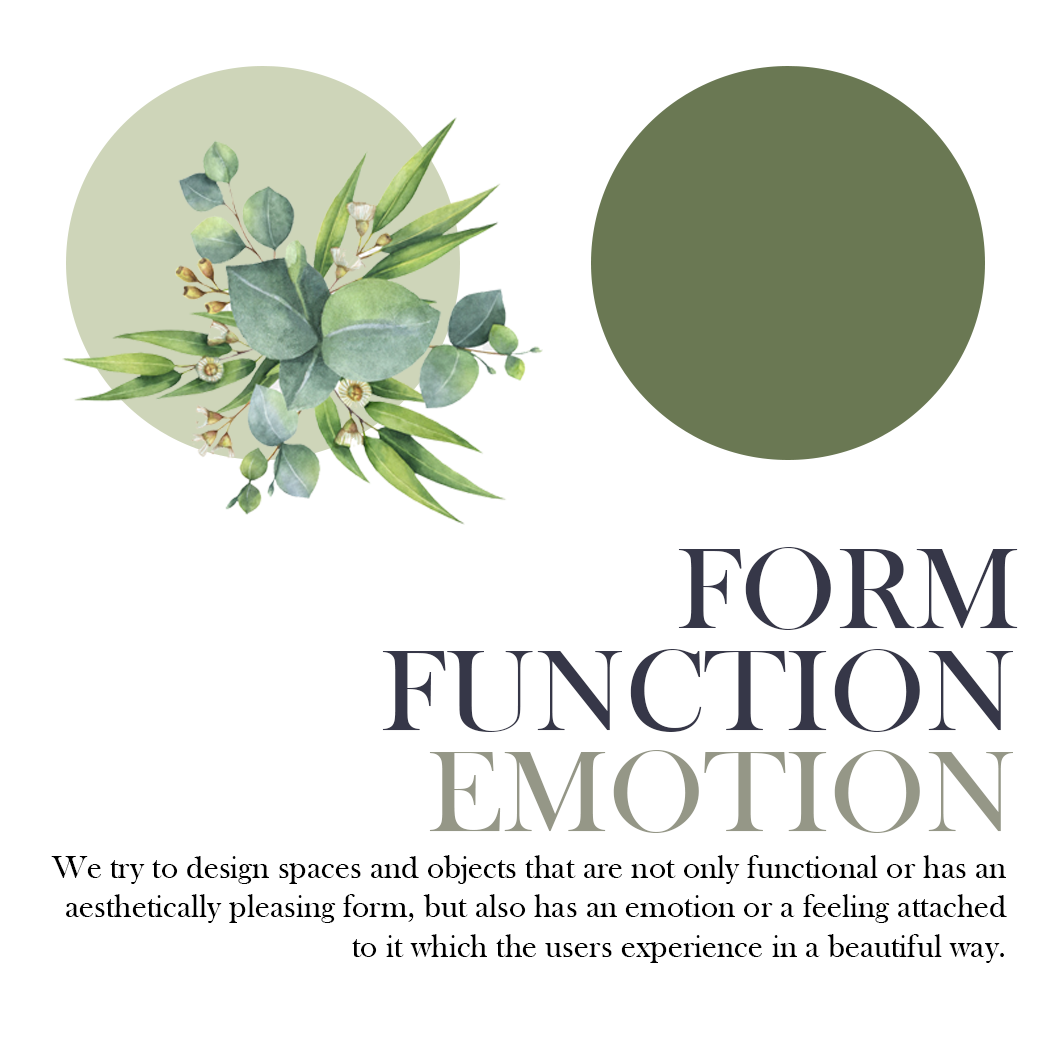 FORM
FUNCTION
EMOTION
We try to design spaces and objects that are not only functional or has an
aesthetically pleasing form, but also has an emotion or a feeling attached
to it which the users experience in a beautiful way.